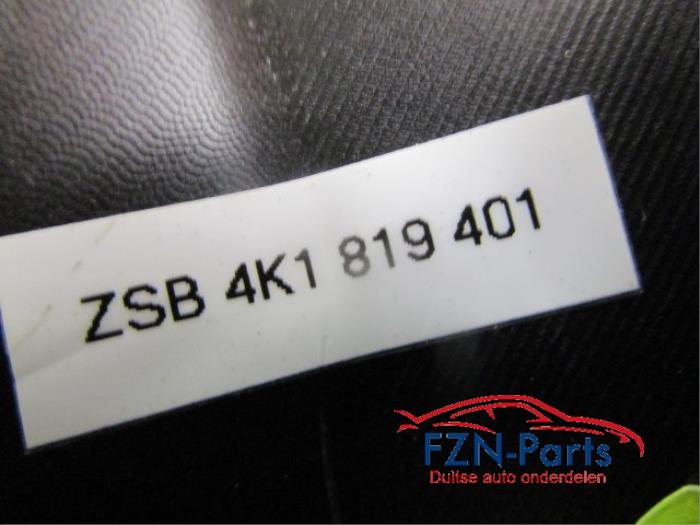 ZSB 4K1 819 401
FZN-Parts
Duitse auto onderdelen